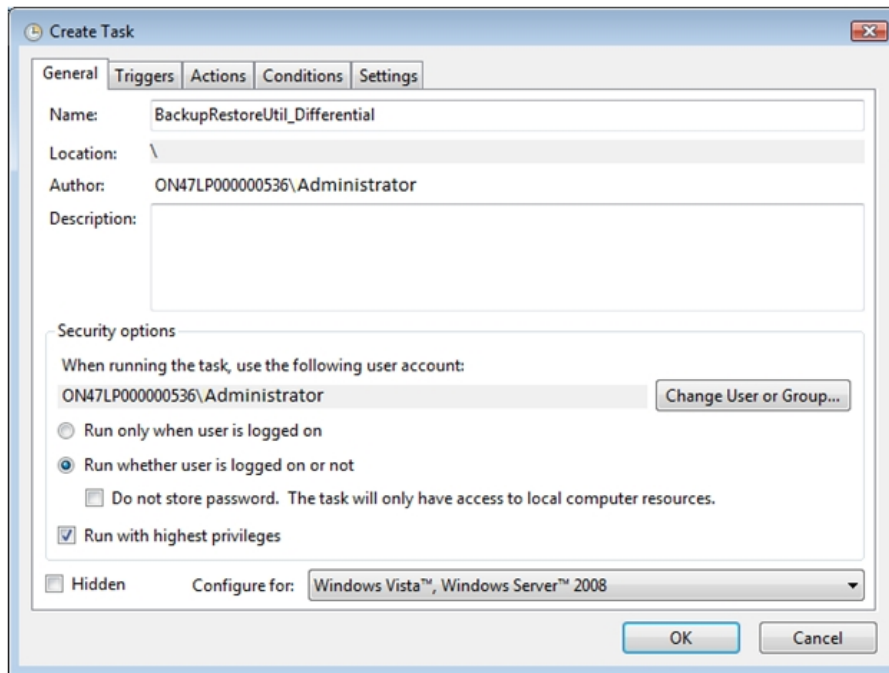 Create Task
General Triggers Actions Conditions Settings
Name: BackupRestoreUtil_Differential
Location: \
Author: ON47LP000000536\Administrator
Description:
Security options
When running the task, use the following user account:
ON47LP000000536\Administrator Change User or Group...
Run only when user is logged on
Run whether user is logged on or not
Do not store password. The task will only have access to local computer resources.
Run with highest privileges
Hidden Configure for: Windows Vista™, Windows Server™ 2008
OK Cancel